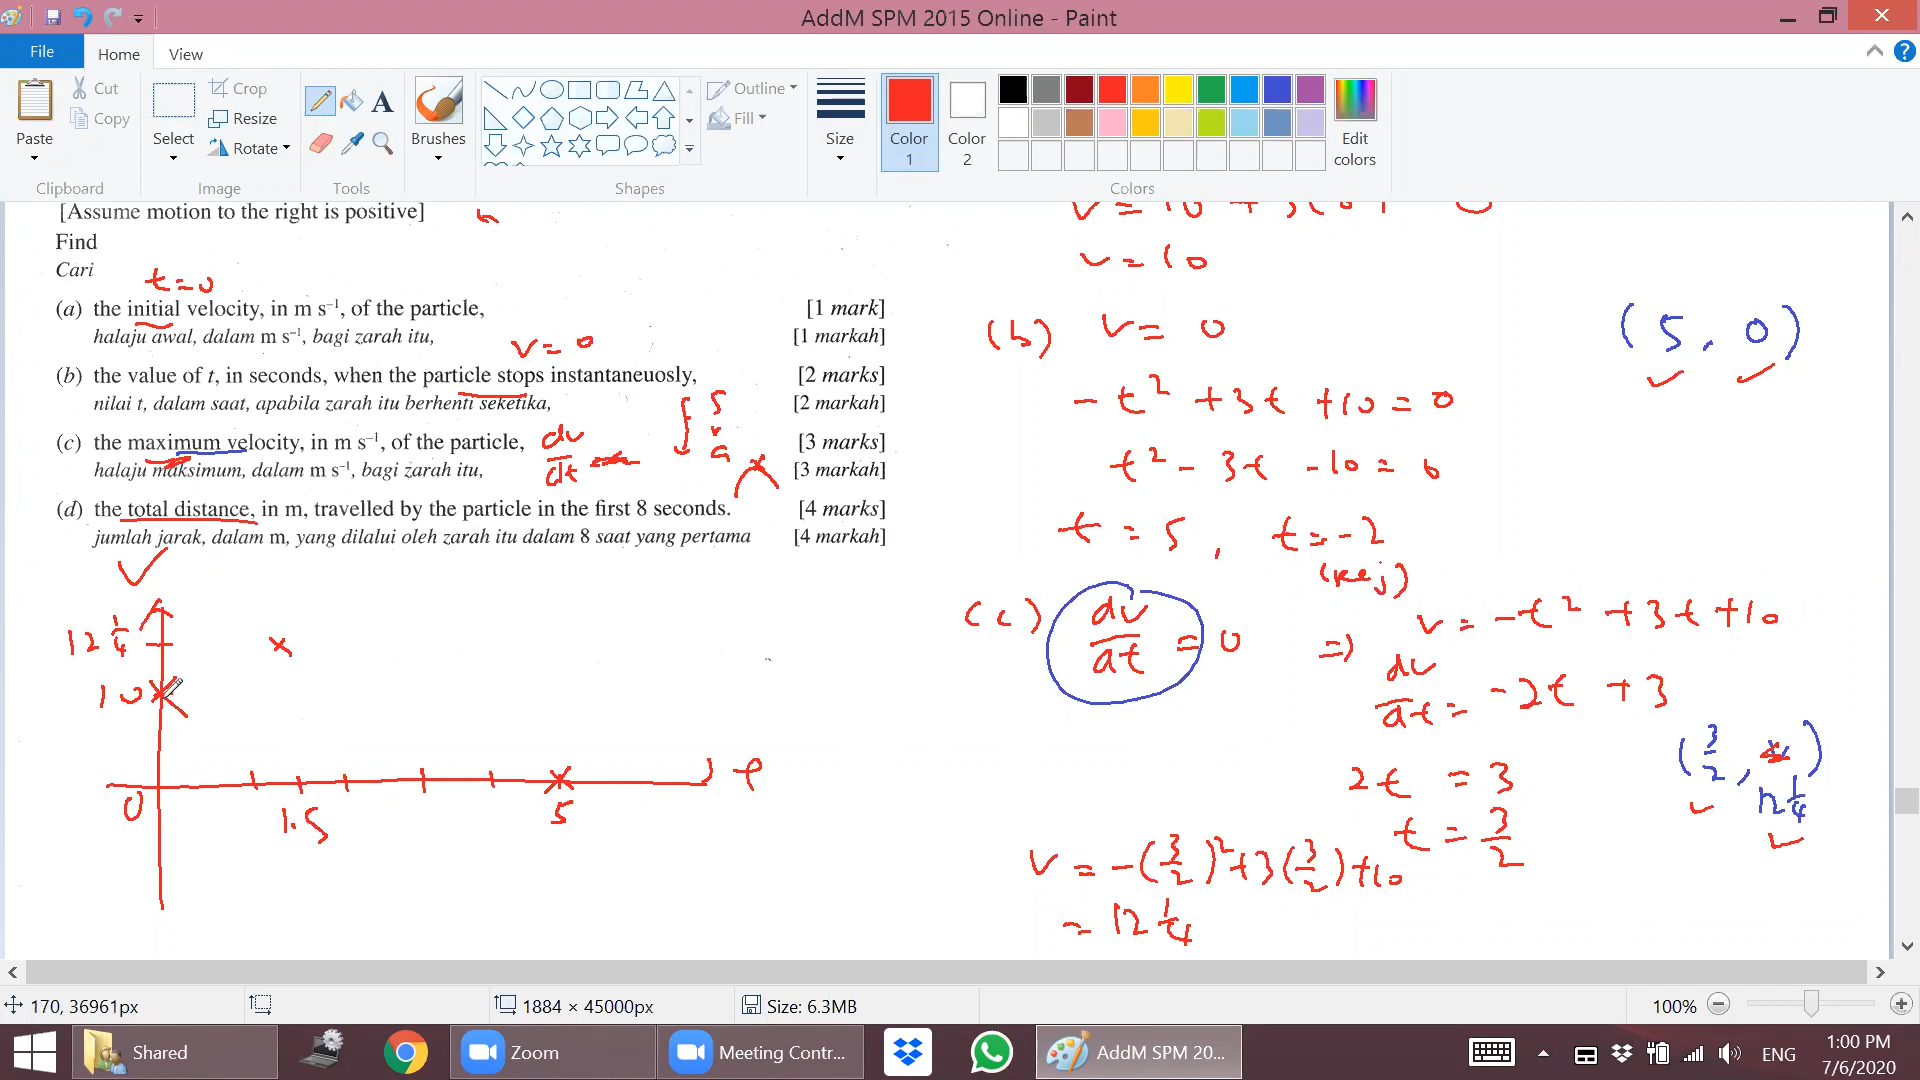 AddM SPM 2015 Online - Paint
File
Home
View
Paste
Cut
Copy
Clipboard
Select
Crop
Resize
Rotate
Image
A
Tools
Brushes
Outline
Fill
Shapes
Size
Color 1
Color 2
Edit colors
Colors
[Assume motion to the right is positive]
Find
Cari
t = 0
(a) the initial velocity, in m s⁻¹, of the particle, [1 mark]
halaju awal, dalam m s⁻¹, bagi zarah itu, [1 markah]
v = 0
(b) the value of t, in seconds, when the particle stops instantaneuosly, [2 marks]
nilai t, dalam saat, apabila zarah itu berhenti seketika, [2 markah]
s
v
a
(c) the maximum velocity, in m s⁻¹, of the particle, [3 marks]
halaju maksimum, dalam m s⁻¹, bagi zarah itu, [3 markah]
dv/dt
(d) the total distance, in m, travelled by the particle in the first 8 seconds. [4 marks]
jumlah jarak, dalam m, yang dilalui oleh zarah itu dalam 8 saat yang pertama [4 markah]
12 1/4
10
0
1.5
5
t
v = 10
(b) v = 0
-t² + 3t + 10 = 0
t² - 3t - 10 = 0
t = 5, t = -2
(rej)
(5, 0)
(c) dv/dt = 0 ⇒ v = -t² + 3t + 10
dv/dt = -2t + 3
2t = 3
t = 3/2
(3/2, 
12 1/4
)
v = -(3/2)² + 3(3/2) + 10
= 12 1/4
170, 36961px
1884 × 45000px
Size: 6.3MB
100%
Shared
Zoom
Meeting Contr...
AddM SPM 20...
ENG
1:00 PM
7/6/2020